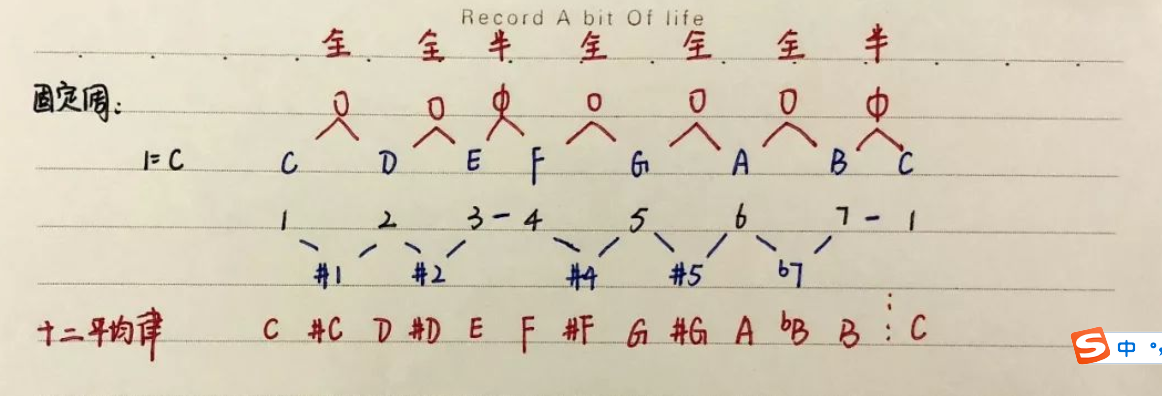 Record A bit Of life
全 全 半 全 全 全 半
固定周:
1=C C D E F G A B C
1 2 3 - 4 5 6 7 - 1
#1 #2 #4 #5 b7
十二平均律 C #C D #D E F #F G #G A bB B : C
S 中